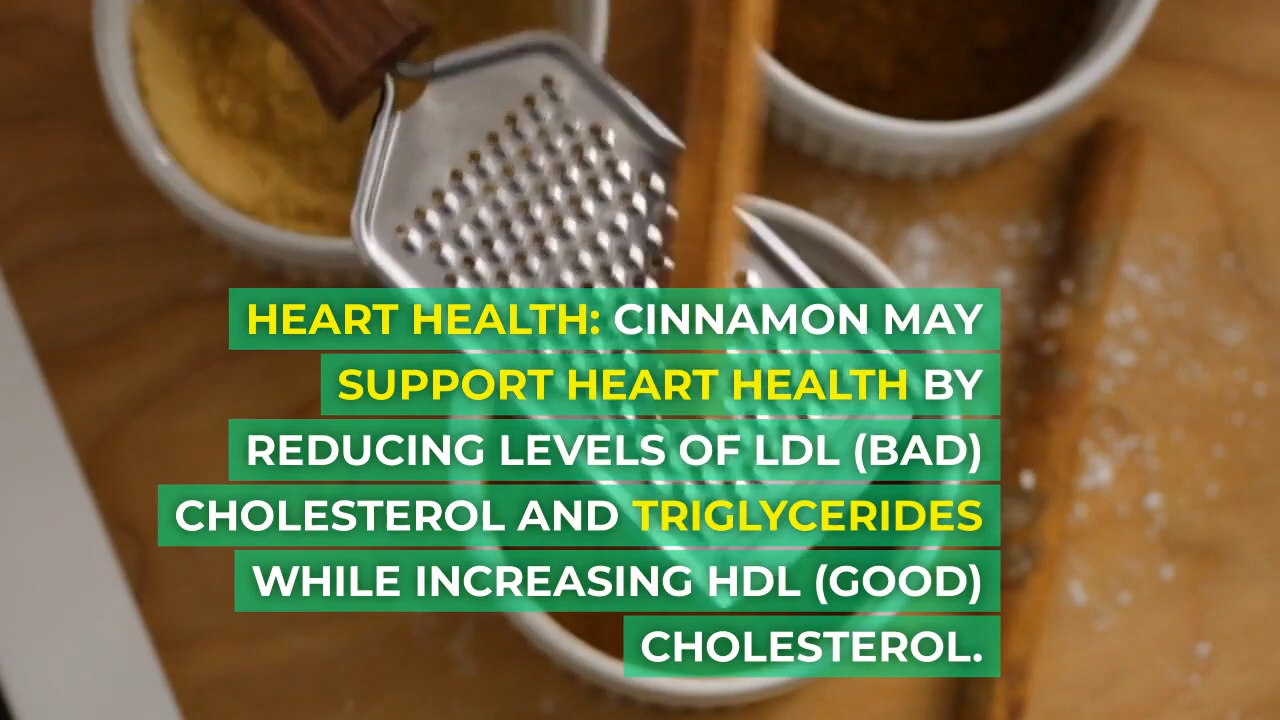 HEART HEALTH: CINNAMON MAY
SUPPORT HEART HEALTH BY
REDUCING LEVELS OF LDL (BAD)
CHOLESTEROL AND TRIGLYCERIDES
WHILE INCREASING HDL (GOOD)
CHOLESTEROL.